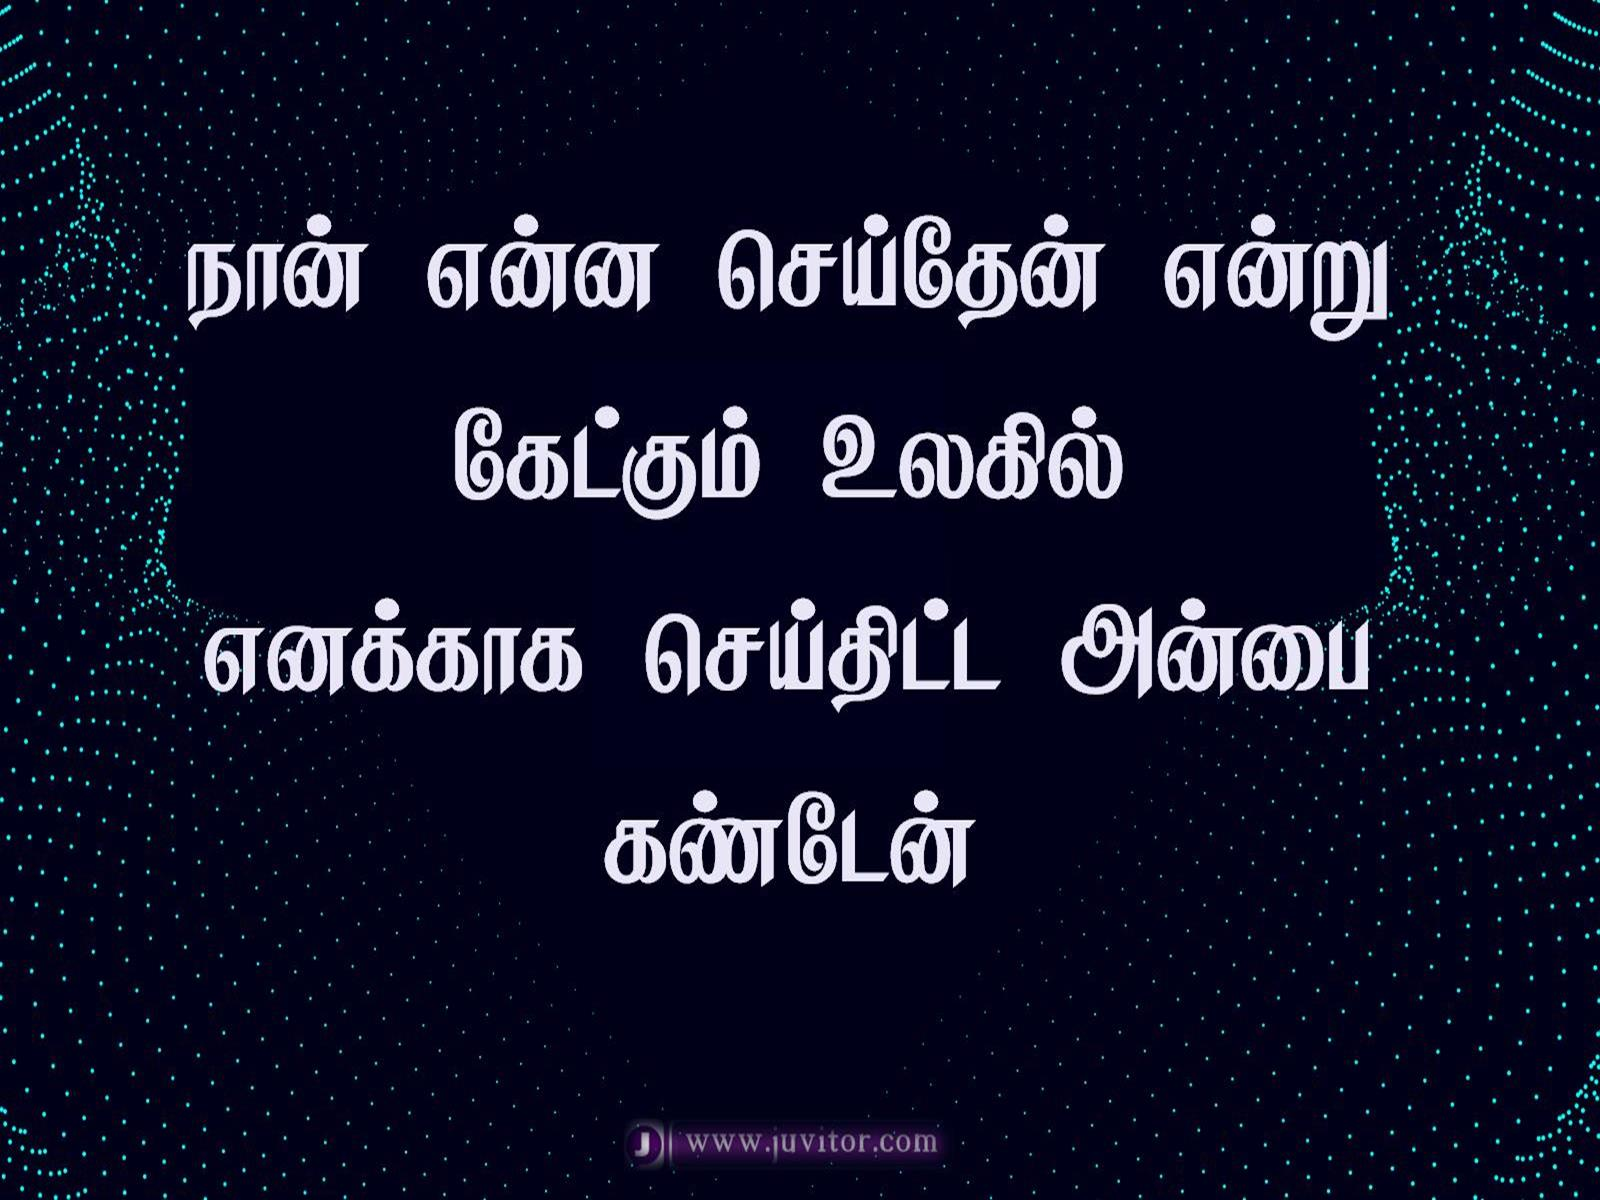 நான் என்ன செய்தேன் என்று
கேட்கும் உலகில்
எனக்காக செய்திட்ட அன்பை
கண்டேன்
J www.juvitor.com